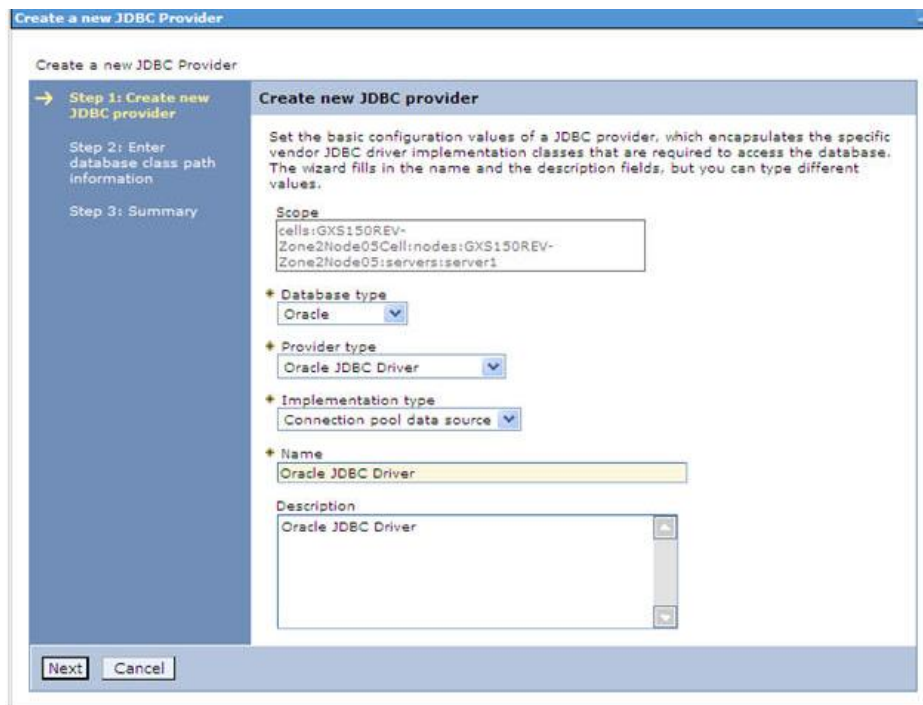 Create a new JDBC Provider
Create a new JDBC Provider
Step 1: Create new
JDBC provider
Step 2: Enter
database class path
information
Step 3: Summary
Create new JDBC provider
Set the basic configuration values of a JDBC provider, which encapsulates the specific
vendor JDBC driver implementation classes that are required to access the database.
The wizard fills in the name and the description fields, but you can type different
values.
Scope
cells:GXS150REV-
Zone2Node05Cell:nodes:GXS150REV-
Zone2Node05:servers:server1
* Database type
Oracle
* Provider type
Oracle JDBC Driver
* Implementation type
Connection pool data source
* Name
Oracle JDBC Driver
Description
Oracle JDBC Driver
Next
Cancel